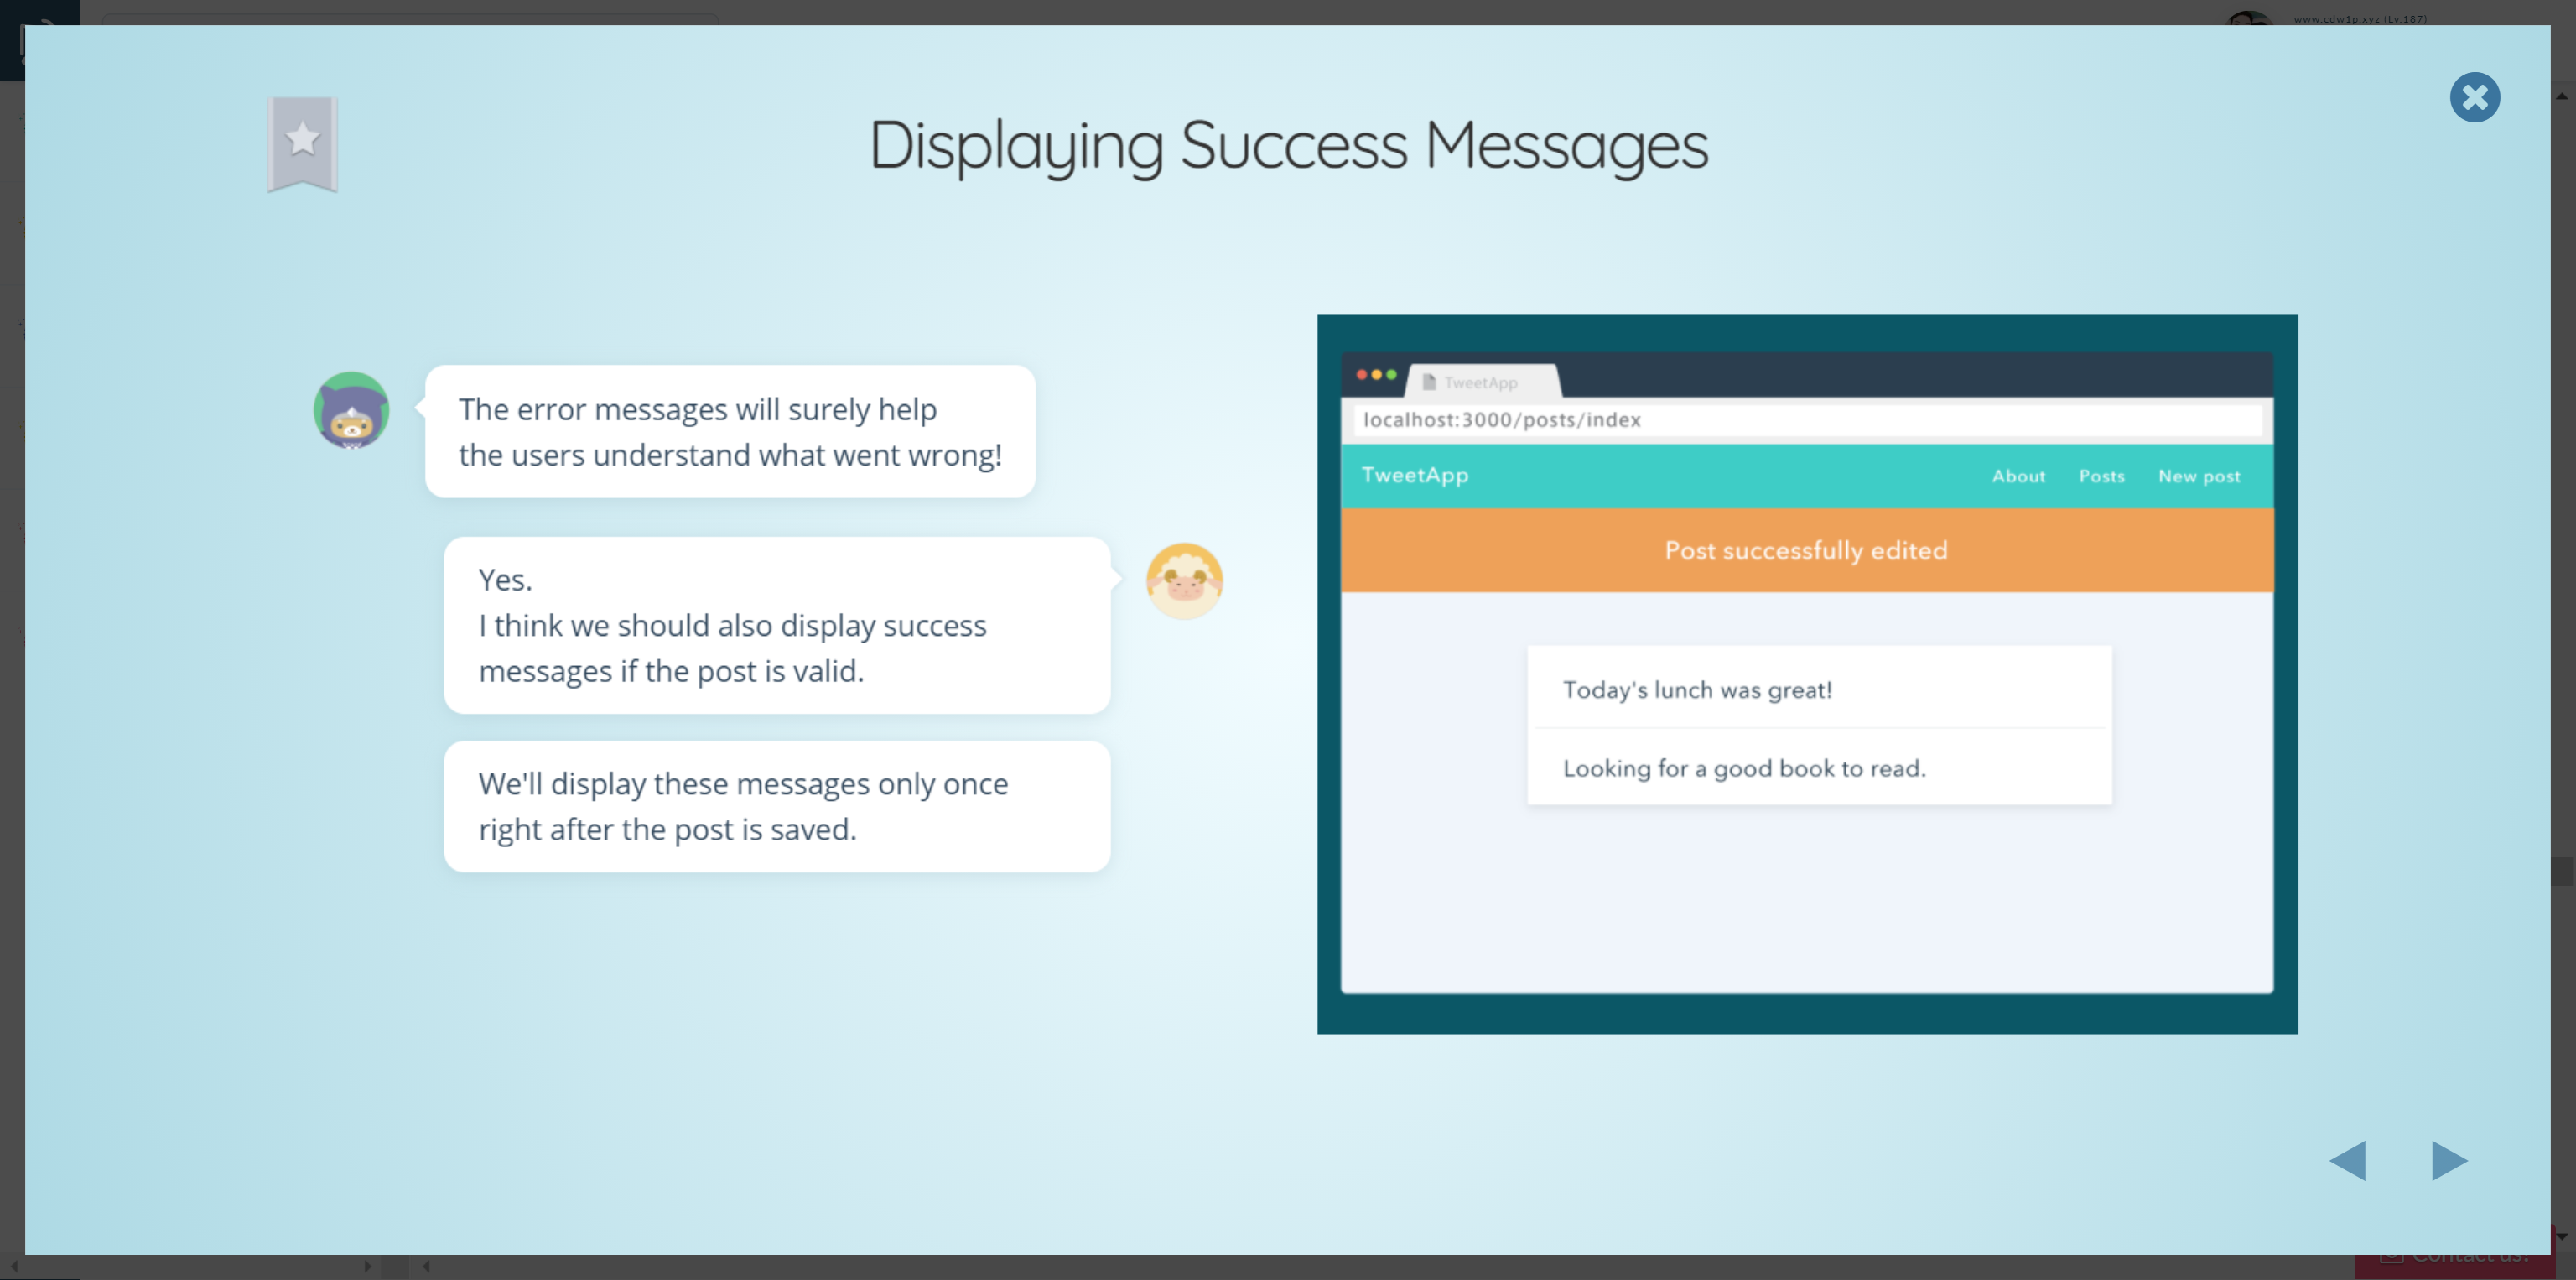 www.cdw1p.xyz (Lv.187)
Displaying Success Messages
The error messages will surely help
the users understand what went wrong!
Yes.
I think we should also display success
messages if the post is valid.
We'll display these messages only once
right after the post is saved.
TweetApp
localhost:3000/posts/index
TweetApp
About Posts New post
Post successfully edited
Today's lunch was great!
Looking for a good book to read.
Contact us!